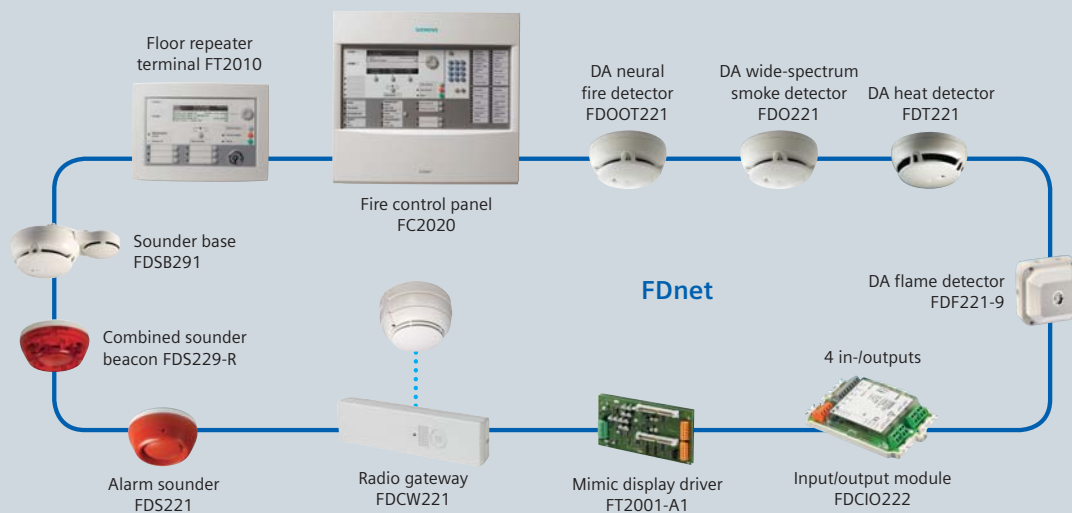 Floor repeater
terminal FT2010
SIEMENS
Fire control panel
FC2020
DA neural
fire detector
FDOOT221
DA wide-spectrum
smoke detector
FDO221
DA heat detector
FDT221
Sounder base
FDSB291
FDnet
DA flame detector
FDF221-9
Combined sounder
beacon FDS229-R
4 in-/outputs
Alarm sounder
FDS221
Radio gateway
FDCW221
Mimic display driver
FT2001-A1
Input/output module
FDCIO222